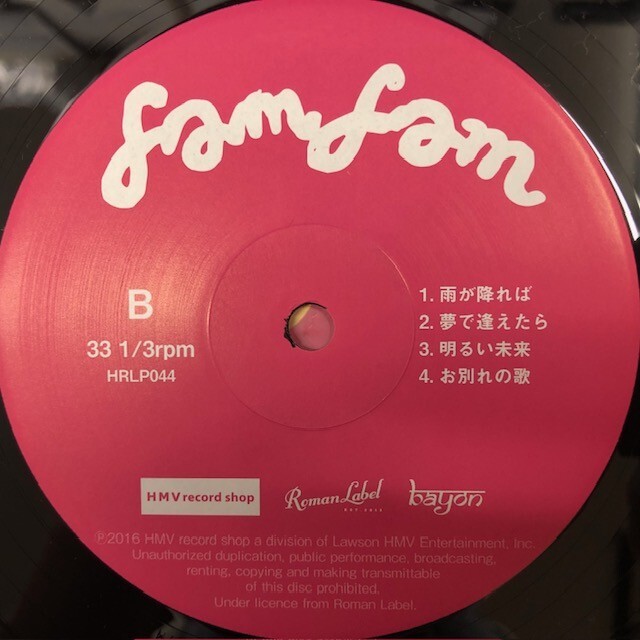 fam fam
B
33 1/3rpm
HRLP044
1. 雨が降れば
2. 夢で逢えたら
3. 明るい未来
4. お別れの歌
HMV record shop
Roman Label
bayon
Ⓟ2016 HMV record shop a division of Lawson HMV Entertainment, Inc.
Unauthorized duplication, public performance, broadcasting,
renting, copying and making transmittable
of this disc prohibited.
Under licence from Roman Label.